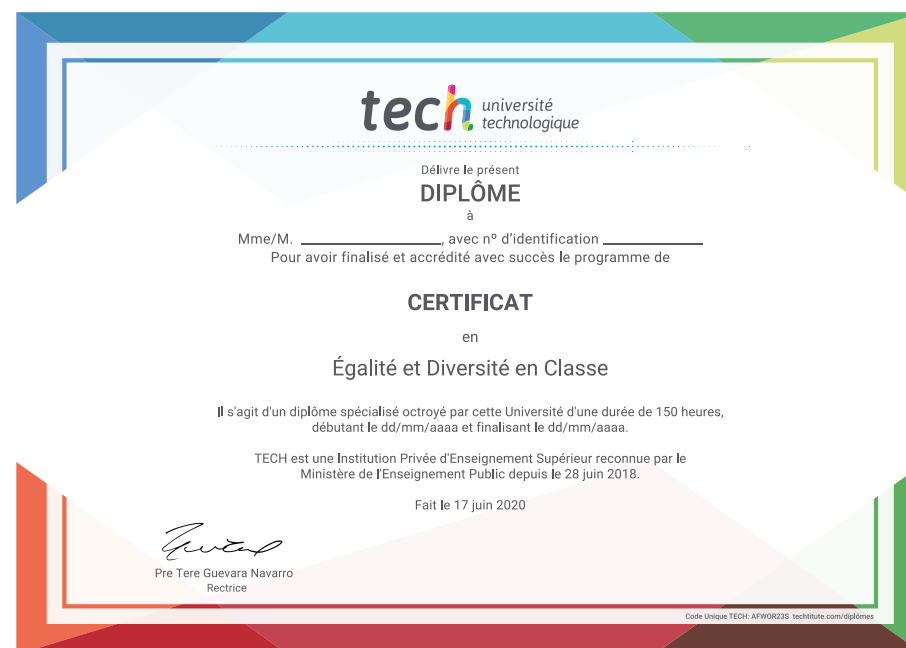 tech université
technologique
Délivre le présent
DIPLÔME
à
Mme/M. ____________________, avec nº d'identification ______________
Pour avoir finalisé et accrédité avec succès le programme de
CERTIFICAT
en
Égalité et Diversité en Classe
Il s'agit d'un diplôme spécialisé octroyé par cette Université d'une durée de 150 heures,
débutant le dd/mm/aaaa et finalisant le dd/mm/aaaa.
TECH est une Institution Privée d'Enseignement Supérieur reconnue par le
Ministère de l'Enseignement Public depuis le 28 juin 2018.
Fait le 17 juin 2020
Pre Tere Guevara Navarro
Rectrice
Code Unique TECH: AFWOR23S techtitute.com/diplômes